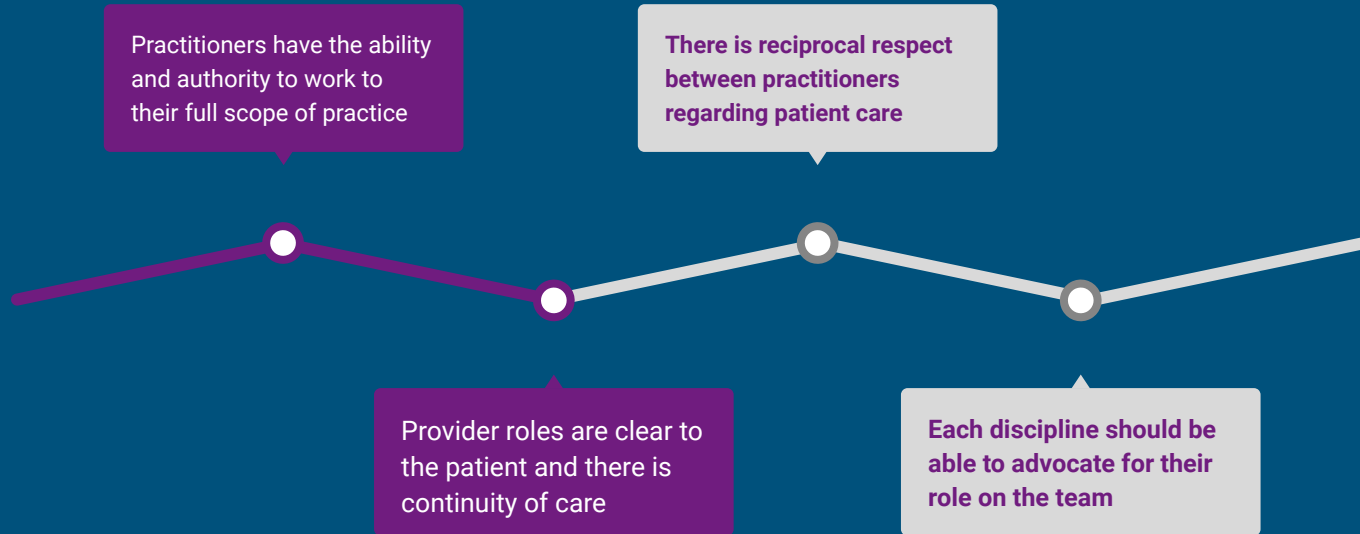 Practitioners have the ability
and authority to work to
their full scope of practice
There is reciprocal respect
between practitioners
regarding patient care
Provider roles are clear to
the patient and there is
continuity of care
Each discipline should be
able to advocate for their
role on the team